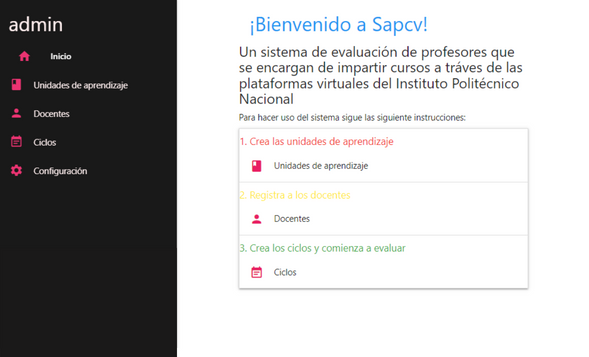 admin
Inicio
Unidades de aprendizaje
Docentes
Ciclos
Configuración
¡Bienvenido a Sapcv!
Un sistema de evaluación de profesores que
se encargan de impartir cursos a tráves de las
plataformas virtuales del Instituto Politécnico
Nacional
Para hacer uso del sistema sigue las siguiente instrucciones:
1. Crea las unidades de aprendizaje
Unidades de aprendizaje
2. Registra a los docentes
Docentes
3. Crea los ciclos y comienza a evaluar
Ciclos